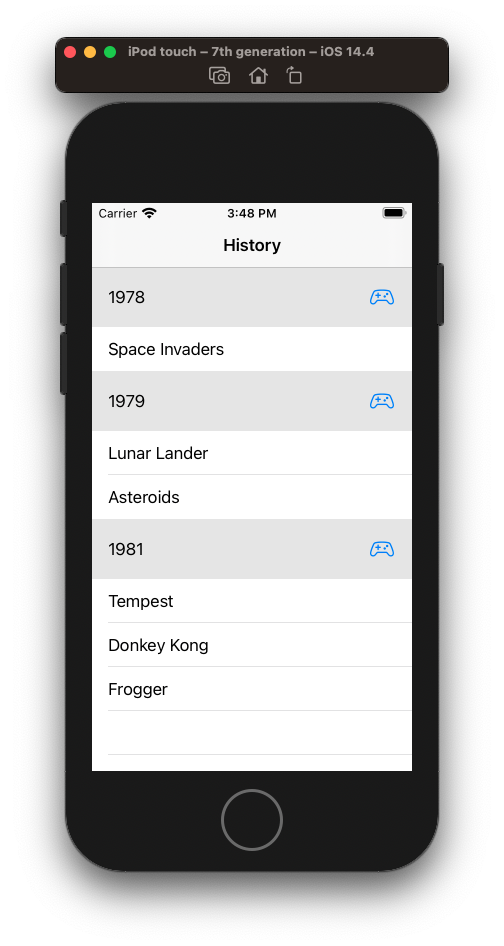 iPod touch – 7th generation – iOS 14.4
Carrier 3:48 PM
History
1978
Space Invaders
1979
Lunar Lander
Asteroids
1981
Tempest
Donkey Kong
Frogger